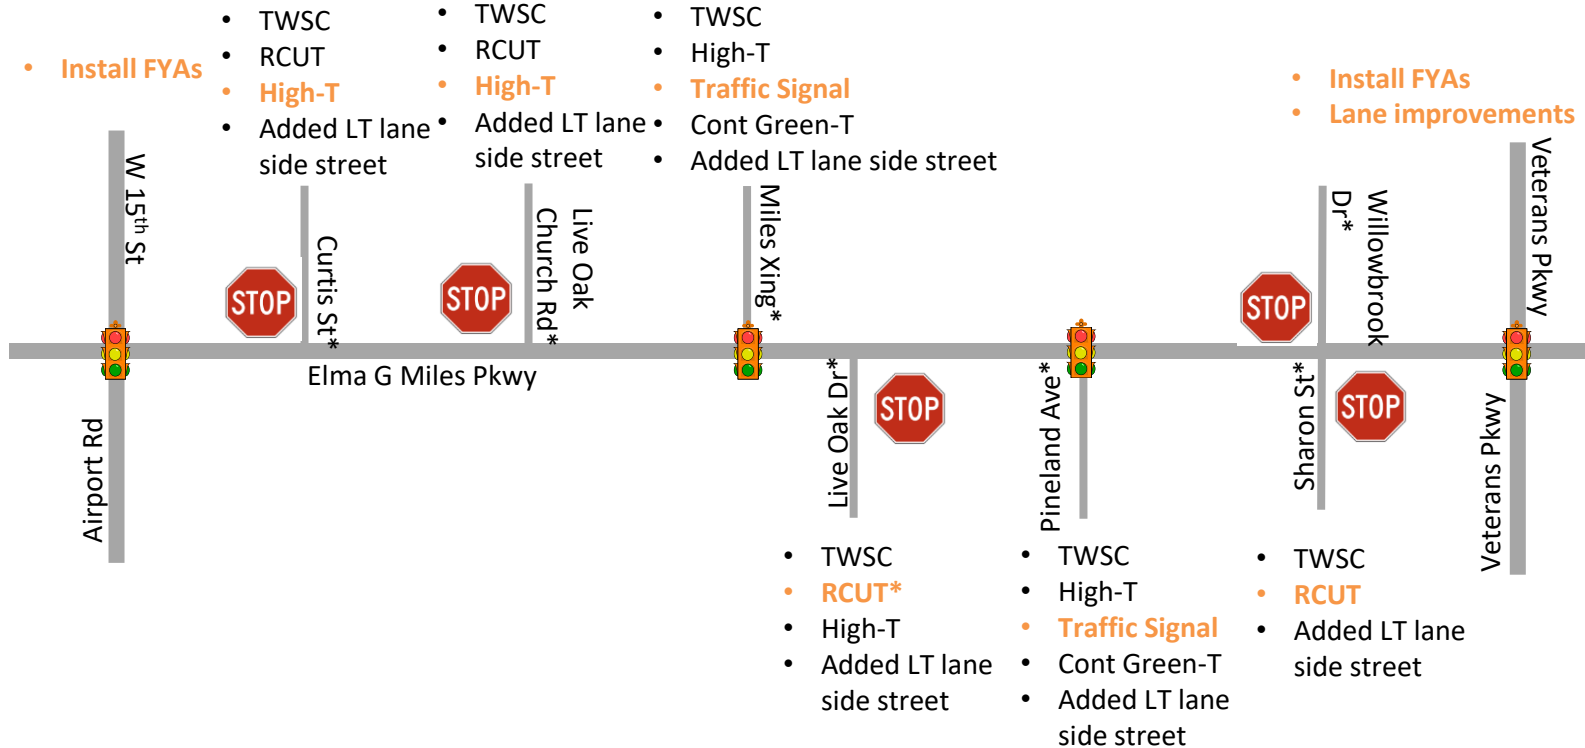 • Install FYAs
• TWSC
• RCUT
• High-T
• Added LT lane
side street
• TWSC
• RCUT
• High-T
• Added LT lane
side street
• TWSC
• High-T
• Traffic Signal
• Cont Green-T
• Added LT lane side street
• Install FYAs
• Lane improvements
W 15th St
Curtis St*
Live Oak
Church Rd*
Miles Xing*
Willowbrook
Dr*
Veterans Pkwy
STOP
STOP
STOP
Elma G Miles Pkwy
Airport Rd
Live Oak Dr*
STOP
Pineland Ave*
Sharon St*
STOP
Veterans Pkwy
• TWSC
• RCUT*
• High-T
• Added LT lane
side street
• TWSC
• High-T
• Traffic Signal
• Cont Green-T
• Added LT lane
side street
• TWSC
• RCUT
• Added LT lane
side street